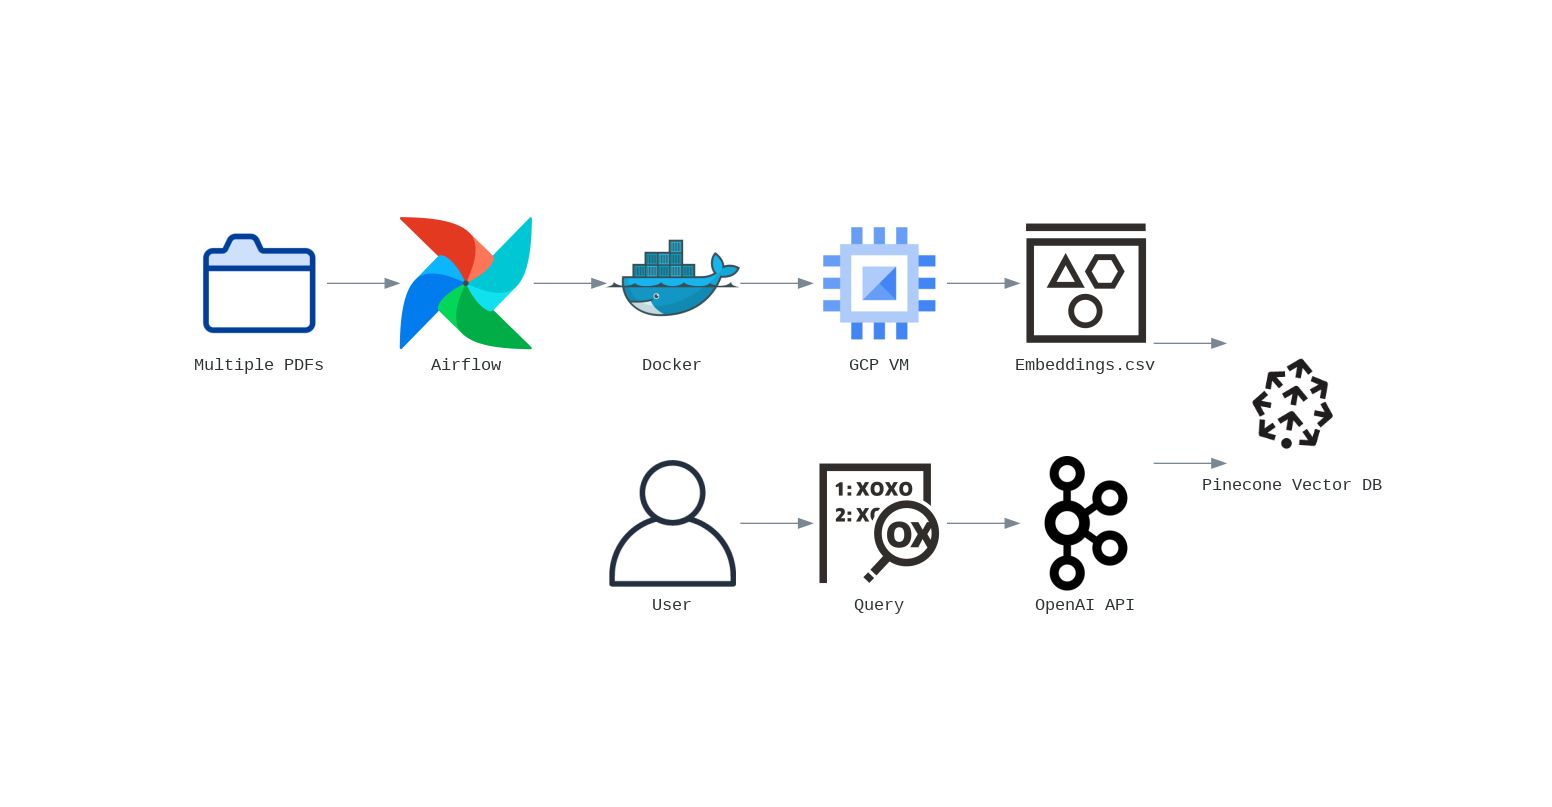 Multiple PDFs
Airflow
Docker
GCP VM
Embeddings.csv
Pinecone Vector DB
1: XOXO
2: XO
OX
User
Query
OpenAI API